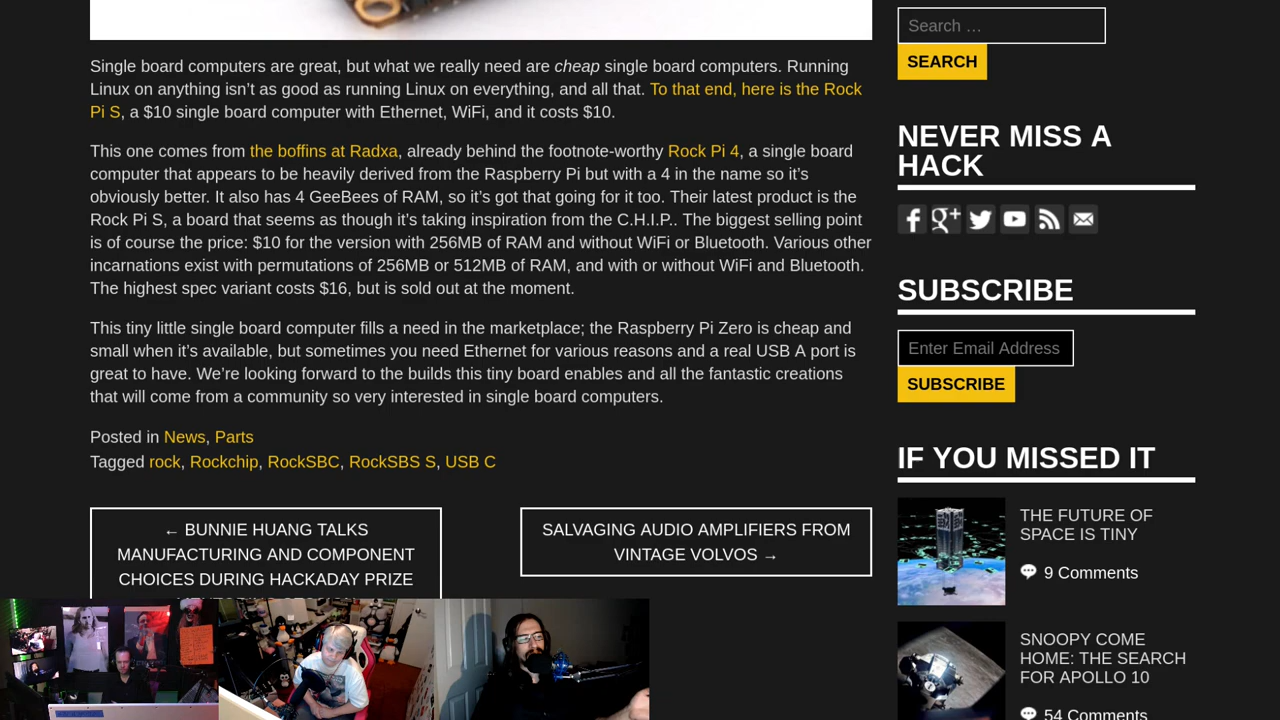 Single board computers are great, but what we really need are cheap single board computers. Running
Linux on anything isn’t as good as running Linux on everything, and all that. To that end, here is the Rock
Pi S, a $10 single board computer with Ethernet, WiFi, and it costs $10.
This one comes from the boffins at Radxa, already behind the footnote-worthy Rock Pi 4, a single board
computer that appears to be heavily derived from the Raspberry Pi but with a 4 in the name so it’s
obviously better. It also has 4 GeeBees of RAM, so it’s got that going for it too. Their latest product is the
Rock Pi S, a board that seems as though it’s taking inspiration from the C.H.I.P.. The biggest selling point
is of course the price: $10 for the version with 256MB of RAM and without WiFi or Bluetooth. Various other
incarnations exist with permutations of 256MB or 512MB of RAM, and with or without WiFi and Bluetooth.
The highest spec variant costs $16, but is sold out at the moment.
This tiny little single board computer fills a need in the marketplace; the Raspberry Pi Zero is cheap and
small when it’s available, but sometimes you need Ethernet for various reasons and a real USB A port is
great to have. We’re looking forward to the builds this tiny board enables and all the fantastic creations
that will come from a community so very interested in single board computers.
Posted in News, Parts
Tagged rock, Rockchip, RockSBC, RockSBS S, USB C
← BUNNIE HUANG TALKS
MANUFACTURING AND COMPONENT
CHOICES DURING HACKADAY PRIZE
SALVAGING AUDIO AMPLIFIERS FROM
VINTAGE VOLVOS →
Search …
SEARCH
NEVER MISS A
HACK
SUBSCRIBE
Enter Email Address
SUBSCRIBE
IF YOU MISSED IT
THE FUTURE OF
SPACE IS TINY
9 Comments
SNOOPY COME
HOME: THE SEARCH
FOR APOLLO 10
54 Comments